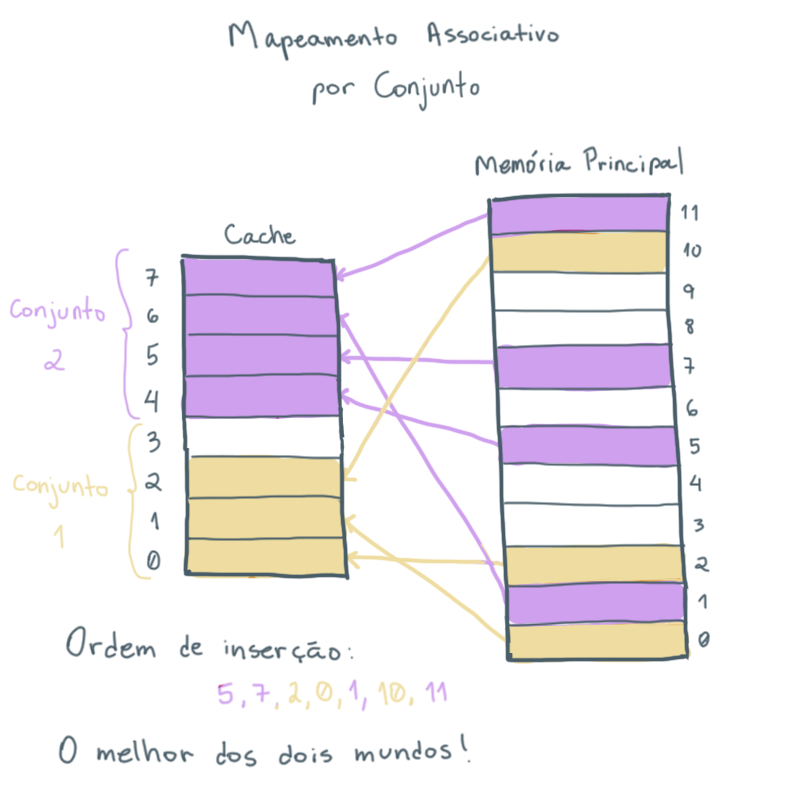 Mapeamento Associativo
por Conjunto
Memória Principal
Cache
11
10
9
8
7
6
5
4
3
2
1
0
7
6
5
4
3
2
1
0
Conjunto
2
Conjunto
1
Ordem de inserção:
5, 7, 2, 0, 1, 10, 11
O melhor dos dois mundos!